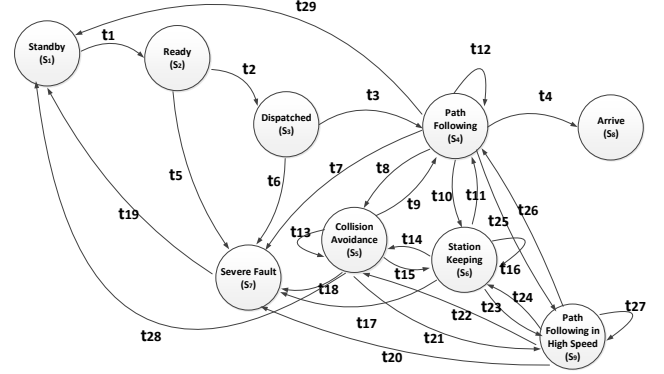 t29
Standby
(S1)
t1
Ready
(S2)
t2
t12
Dispatched
(S3)
t3
Path
Following
(S4)
t4
Arrive
(S8)
t5
t6
t7
t8
t9
t10
t11
t25
t26
t19
t13
Collision
Avoidance
(S5)
t14
t15
Station
Keeping
(S6)
t16
Severe Fault
(S7)
t18
t28
t17
t20
t21
t22
t23
t24
Path
Following in
High Speed
(S9)
t27